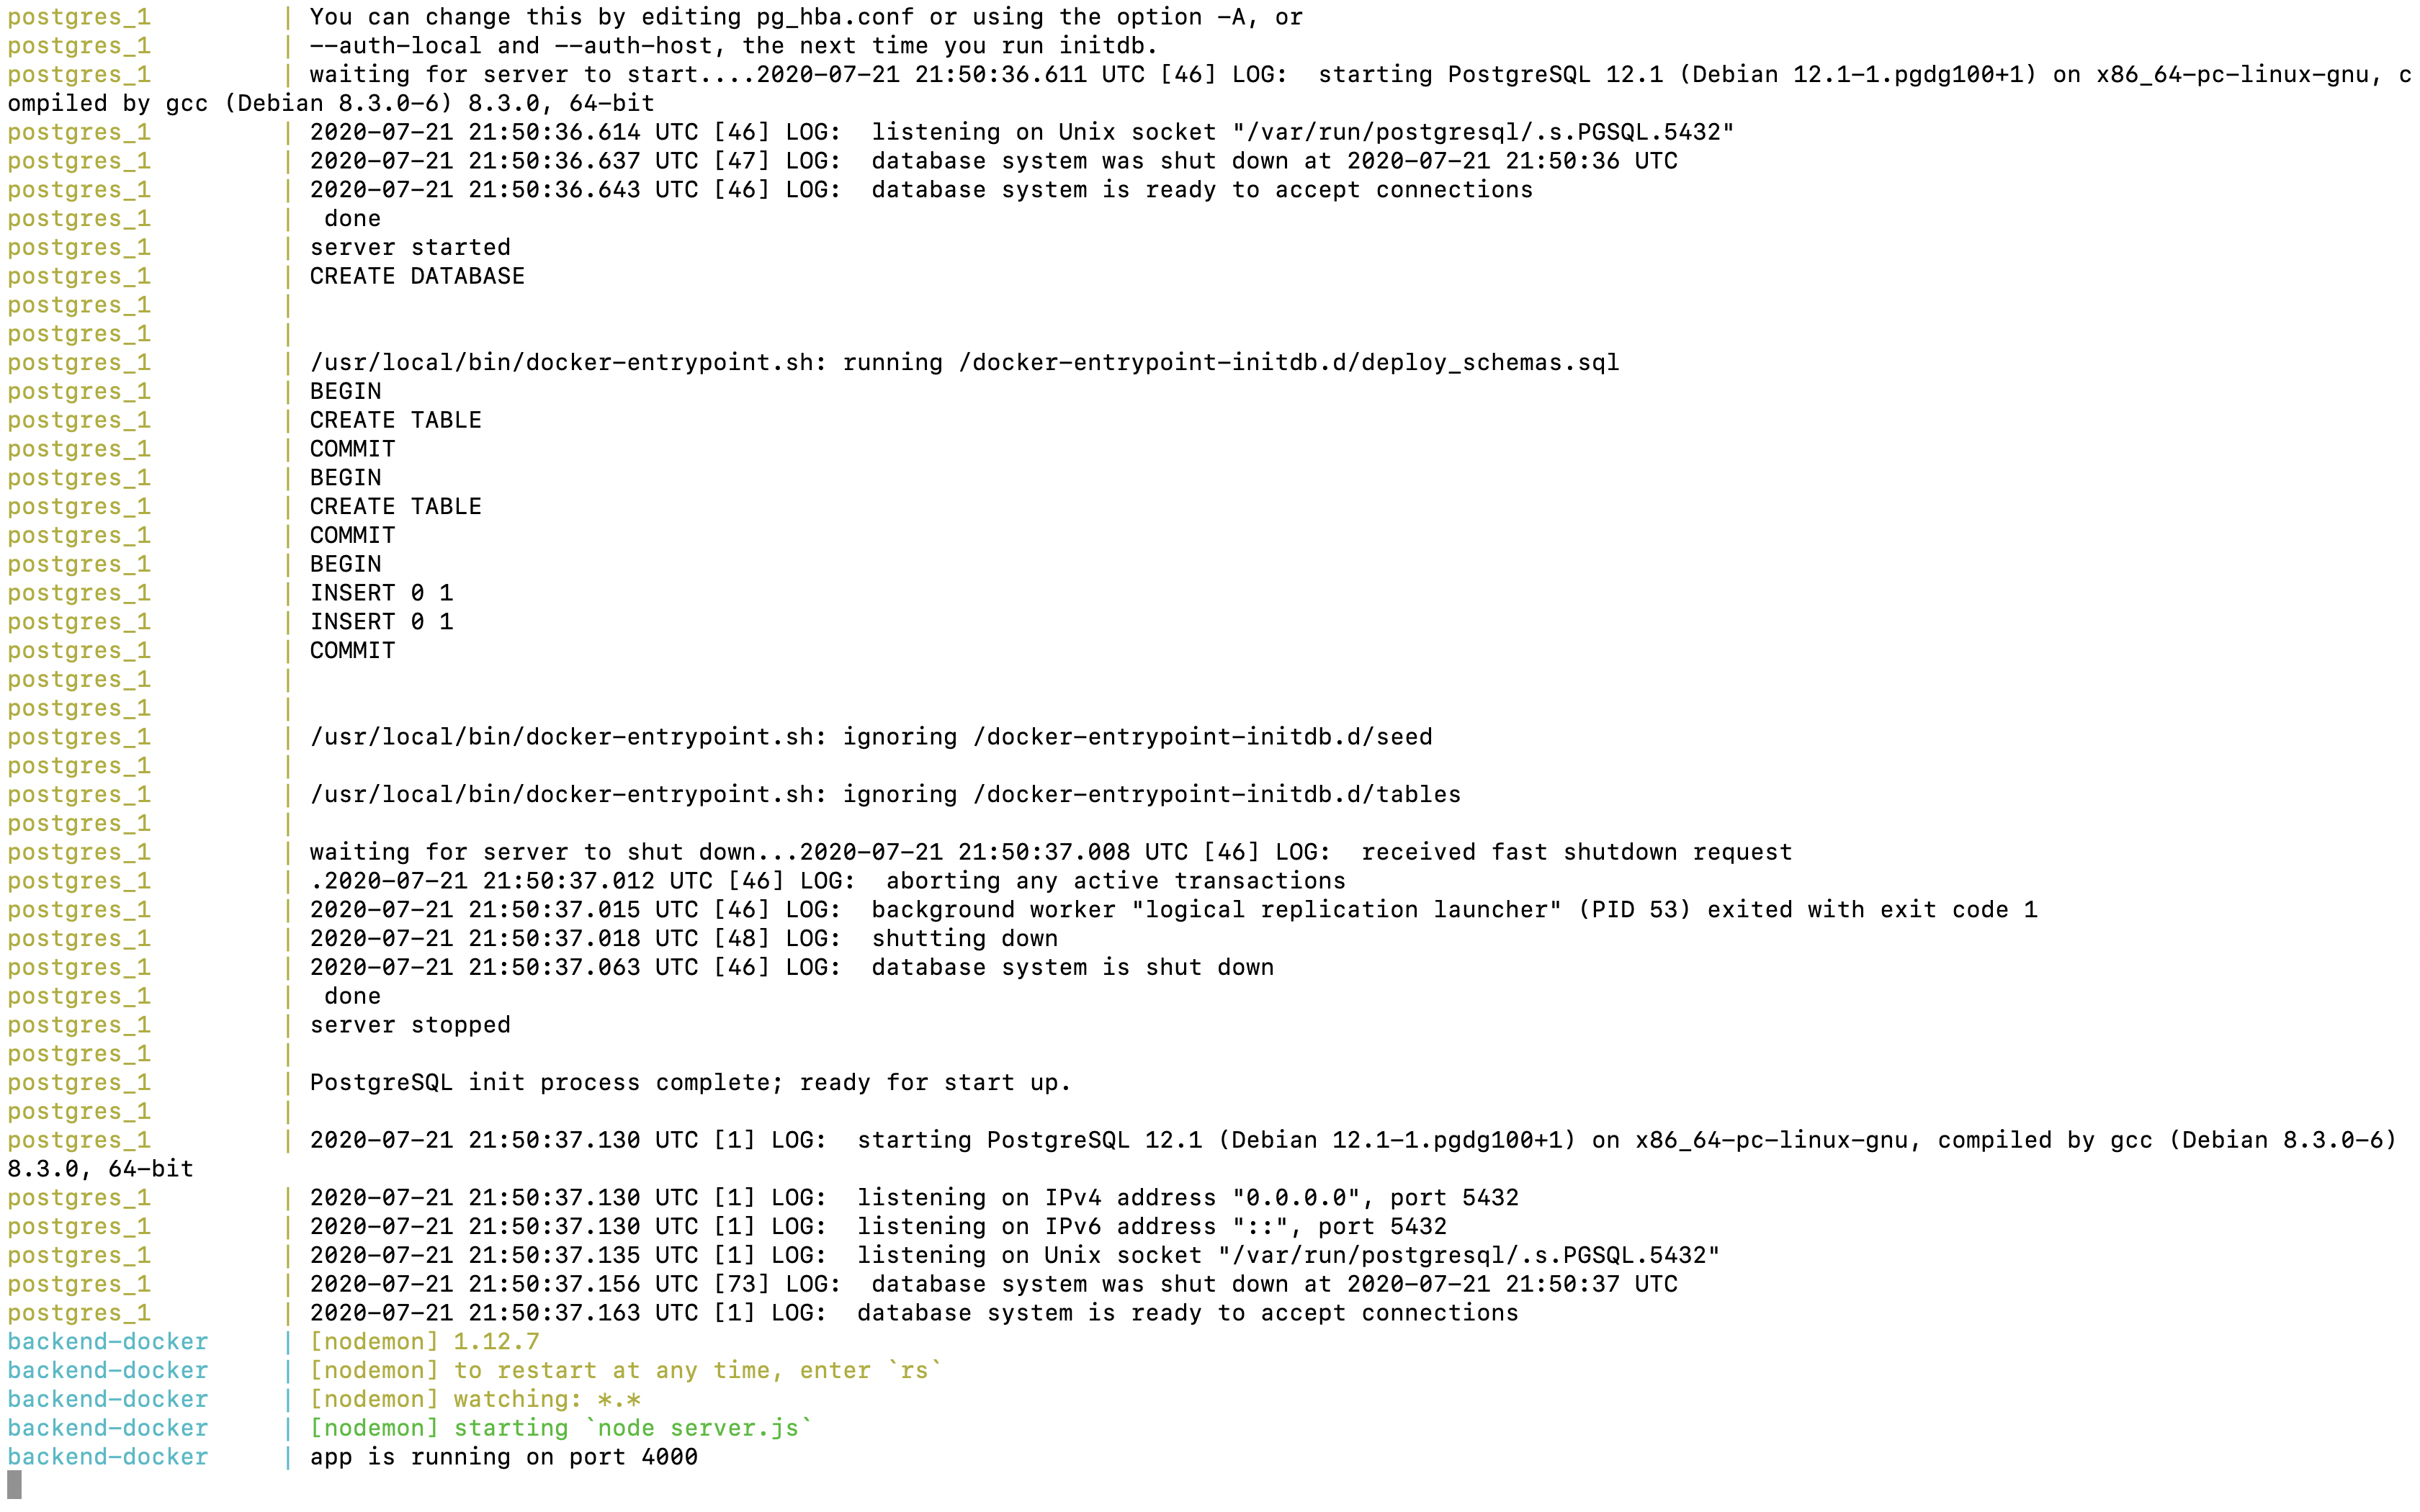 postgres_1         | You can change this by editing pg_hba.conf or using the option -A, or
postgres_1         | --auth-local and --auth-host, the next time you run initdb.
postgres_1         | waiting for server to start....2020-07-21 21:50:36.611 UTC [46] LOG:  starting PostgreSQL 12.1 (Debian 12.1-1.pgdg100+1) on x86_64-pc-linux-gnu, c
ompiled by gcc (Debian 8.3.0-6) 8.3.0, 64-bit
postgres_1         | 2020-07-21 21:50:36.614 UTC [46] LOG:  listening on Unix socket "/var/run/postgresql/.s.PGSQL.5432"
postgres_1         | 2020-07-21 21:50:36.637 UTC [47] LOG:  database system was shut down at 2020-07-21 21:50:36 UTC
postgres_1         | 2020-07-21 21:50:36.643 UTC [46] LOG:  database system is ready to accept connections
postgres_1         |  done
postgres_1         | server started
postgres_1         | CREATE DATABASE
postgres_1         |
postgres_1         |
postgres_1         | /usr/local/bin/docker-entrypoint.sh: running /docker-entrypoint-initdb.d/deploy_schemas.sql
postgres_1         | BEGIN
postgres_1         | CREATE TABLE
postgres_1         | COMMIT
postgres_1         | BEGIN
postgres_1         | CREATE TABLE
postgres_1         | COMMIT
postgres_1         | BEGIN
postgres_1         | INSERT 0 1
postgres_1         | INSERT 0 1
postgres_1         | COMMIT
postgres_1         |
postgres_1         |
postgres_1         | /usr/local/bin/docker-entrypoint.sh: ignoring /docker-entrypoint-initdb.d/seed
postgres_1         |
postgres_1         | /usr/local/bin/docker-entrypoint.sh: ignoring /docker-entrypoint-initdb.d/tables
postgres_1         |
postgres_1         | waiting for server to shut down...2020-07-21 21:50:37.008 UTC [46] LOG:  received fast shutdown request
postgres_1         | .2020-07-21 21:50:37.012 UTC [46] LOG:  aborting any active transactions
postgres_1         | 2020-07-21 21:50:37.015 UTC [46] LOG:  background worker "logical replication launcher" (PID 53) exited with exit code 1
postgres_1         | 2020-07-21 21:50:37.018 UTC [48] LOG:  shutting down
postgres_1         | 2020-07-21 21:50:37.063 UTC [46] LOG:  database system is shut down
postgres_1         |  done
postgres_1         | server stopped
postgres_1         |
postgres_1         | PostgreSQL init process complete; ready for start up.
postgres_1         |
postgres_1         | 2020-07-21 21:50:37.130 UTC [1] LOG:  starting PostgreSQL 12.1 (Debian 12.1-1.pgdg100+1) on x86_64-pc-linux-gnu, compiled by gcc (Debian 8.3.0-6)
8.3.0, 64-bit
postgres_1         | 2020-07-21 21:50:37.130 UTC [1] LOG:  listening on IPv4 address "0.0.0.0", port 5432
postgres_1         | 2020-07-21 21:50:37.130 UTC [1] LOG:  listening on IPv6 address "::", port 5432
postgres_1         | 2020-07-21 21:50:37.135 UTC [1] LOG:  listening on Unix socket "/var/run/postgresql/.s.PGSQL.5432"
postgres_1         | 2020-07-21 21:50:37.156 UTC [73] LOG:  database system was shut down at 2020-07-21 21:50:37 UTC
postgres_1         | 2020-07-21 21:50:37.163 UTC [1] LOG:  database system is ready to accept connections
backend-docker     | [nodemon] 1.12.7
backend-docker     | [nodemon] to restart at any time, enter `rs`
backend-docker     | [nodemon] watching: *.*
backend-docker     | [nodemon] starting `node server.js`
backend-docker     | app is running on port 4000